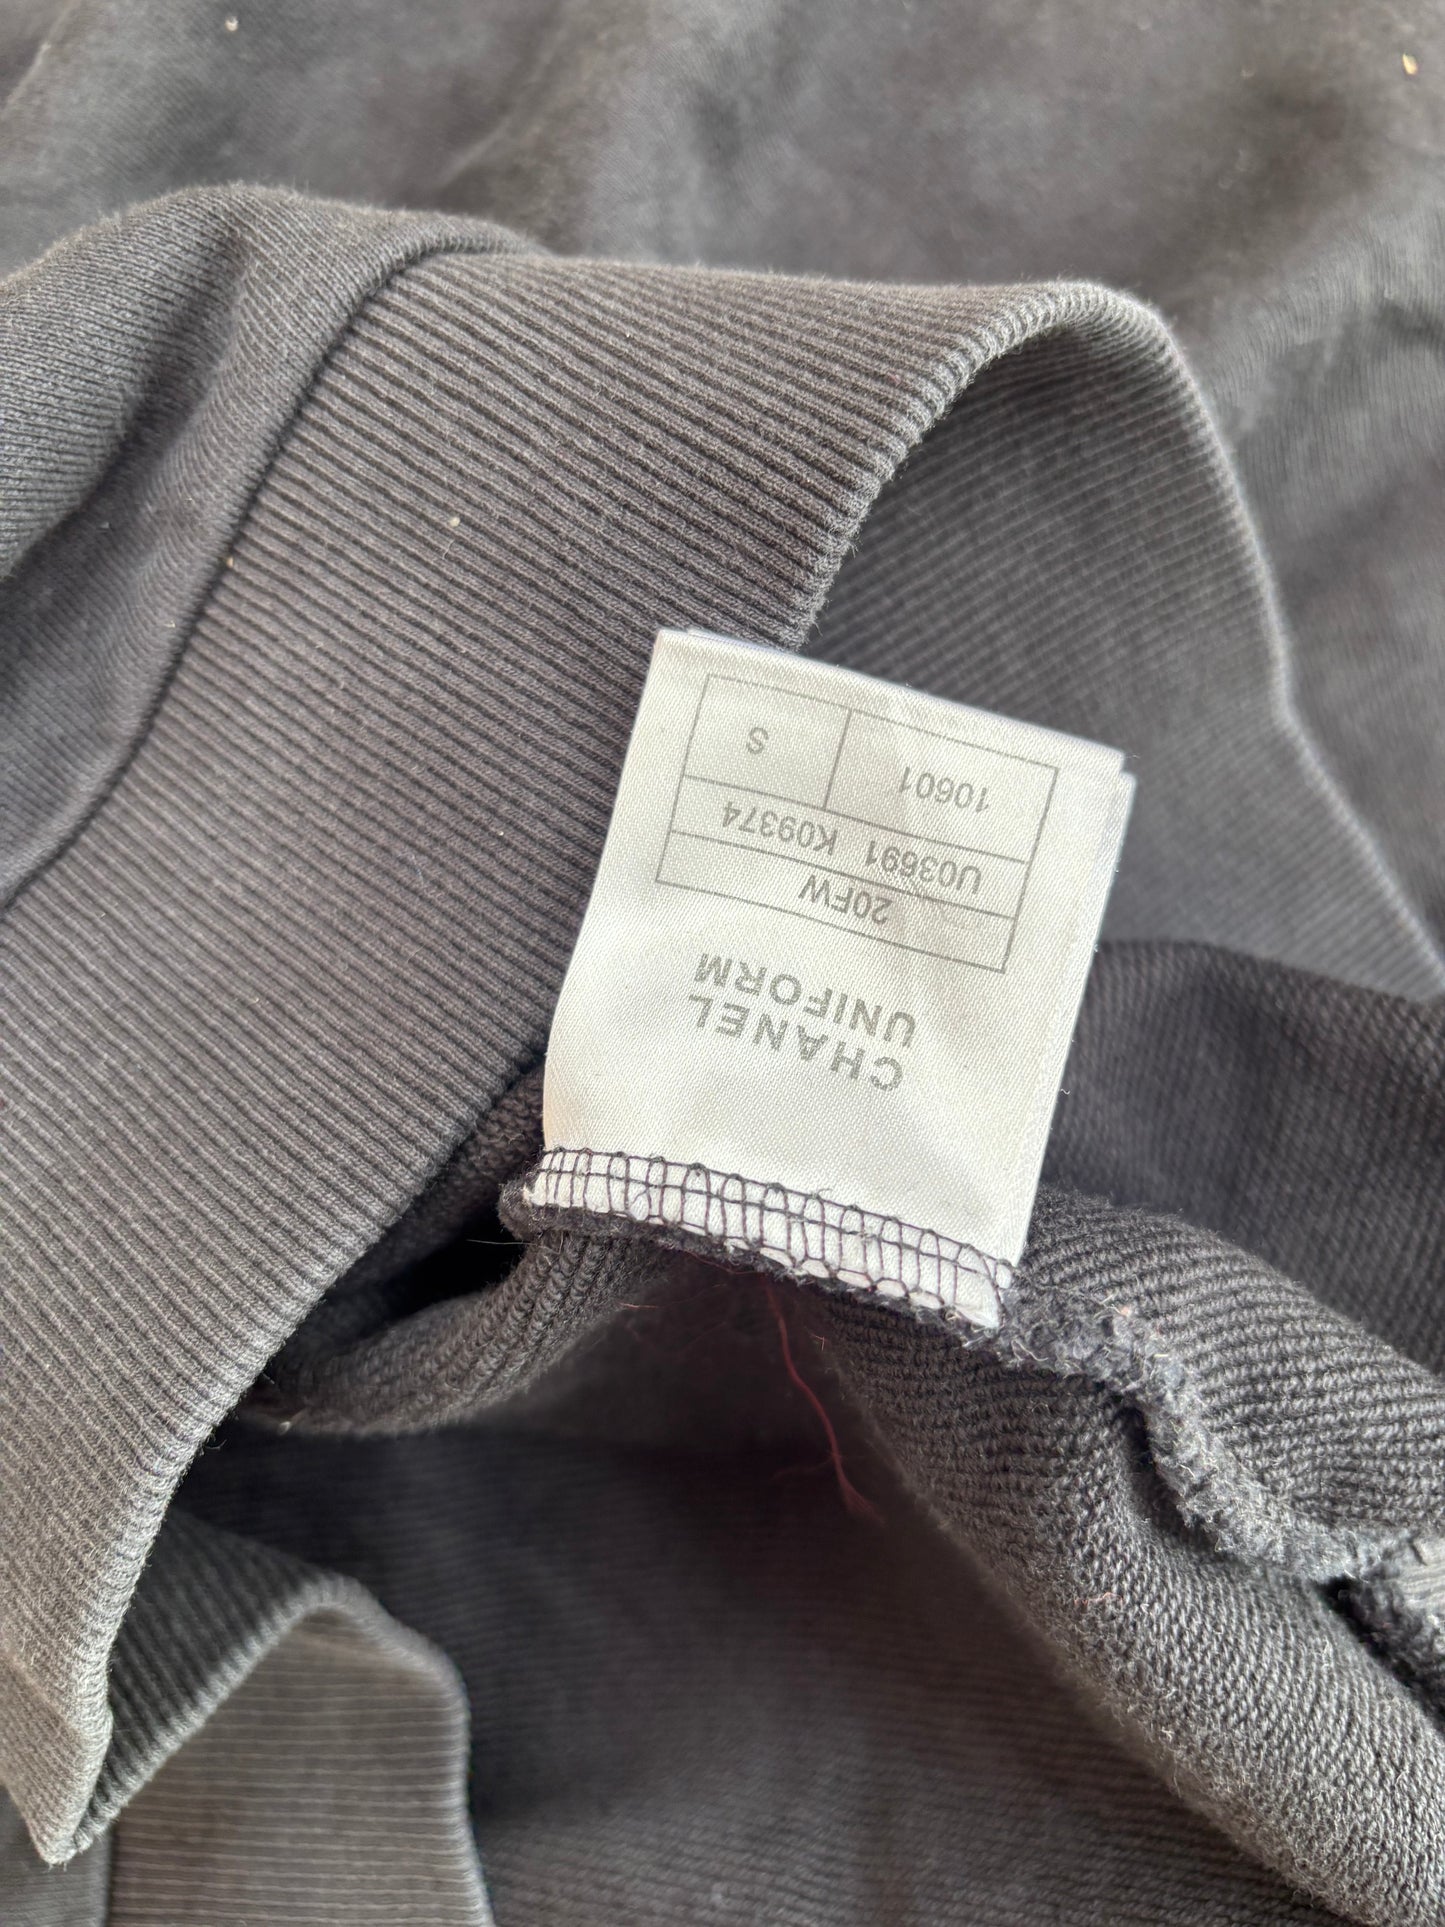 CHANEL
UNIFORM
20FW
U03691 K09374
10601 S